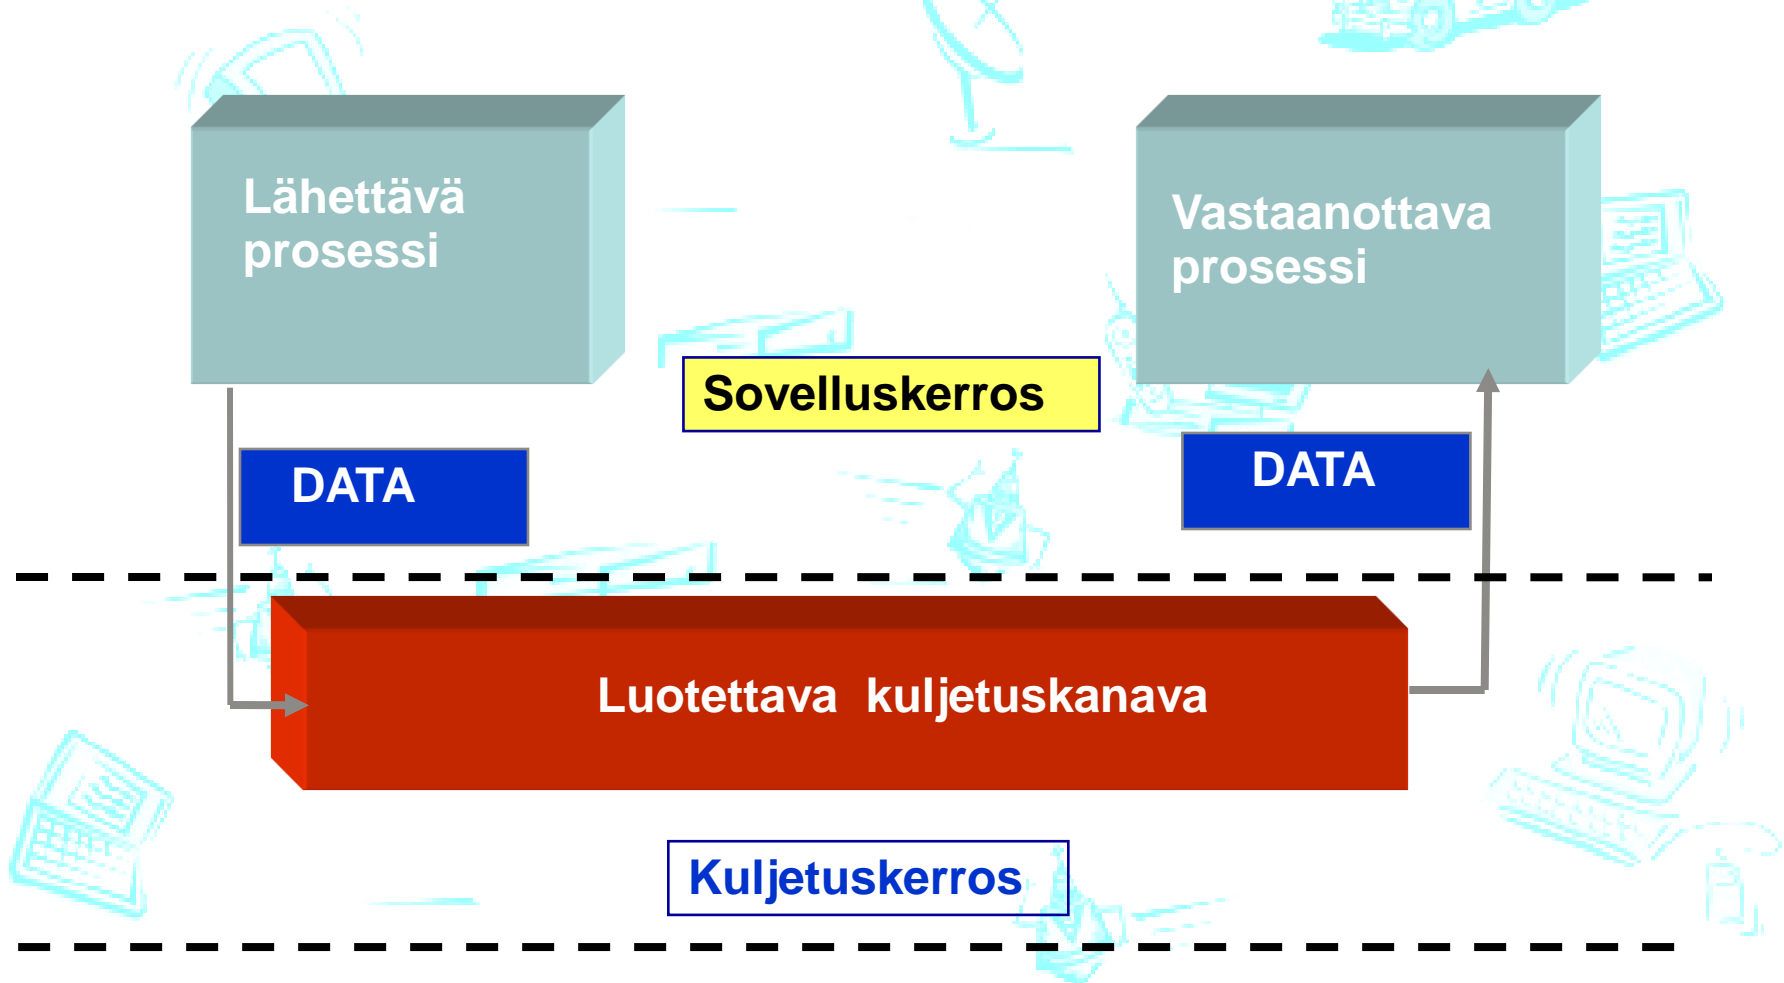 Lähettävä
prosessi
Vastaanottava
prosessi
Sovelluskerros
DATA
DATA
Luotettava kuljetuskanava
Kuljetuskerros